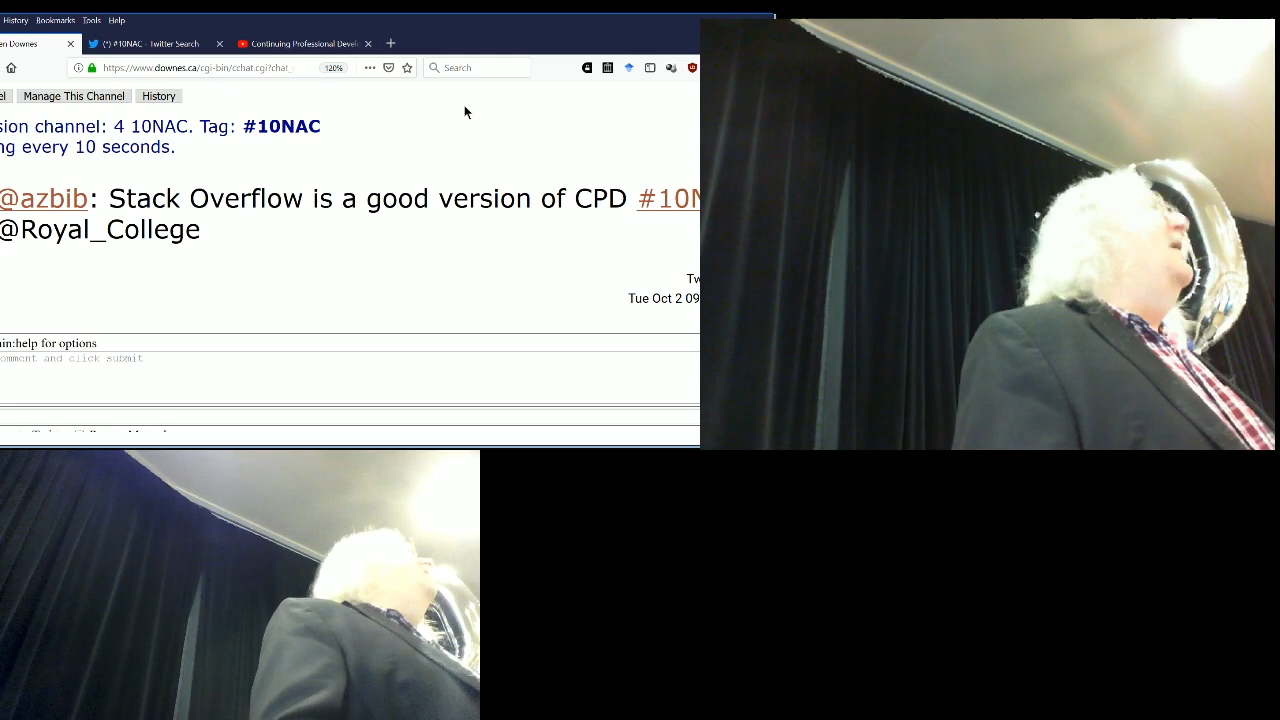 History Bookmarks Tools Help
en Downes
(*) #10NAC - Twitter Search
Continuing Professional Devel
https://www.downes.ca/cgi-bin/cchat.cgi?chat_
120%
Search
el
Manage This Channel
History
sion channel: 4 10NAC. Tag: #10NAC
ng every 10 seconds.
@azbib: Stack Overflow is a good version of CPD #10N
@Royal_College
Tw
Tue Oct 2 09
in:help for options
omment and click submit